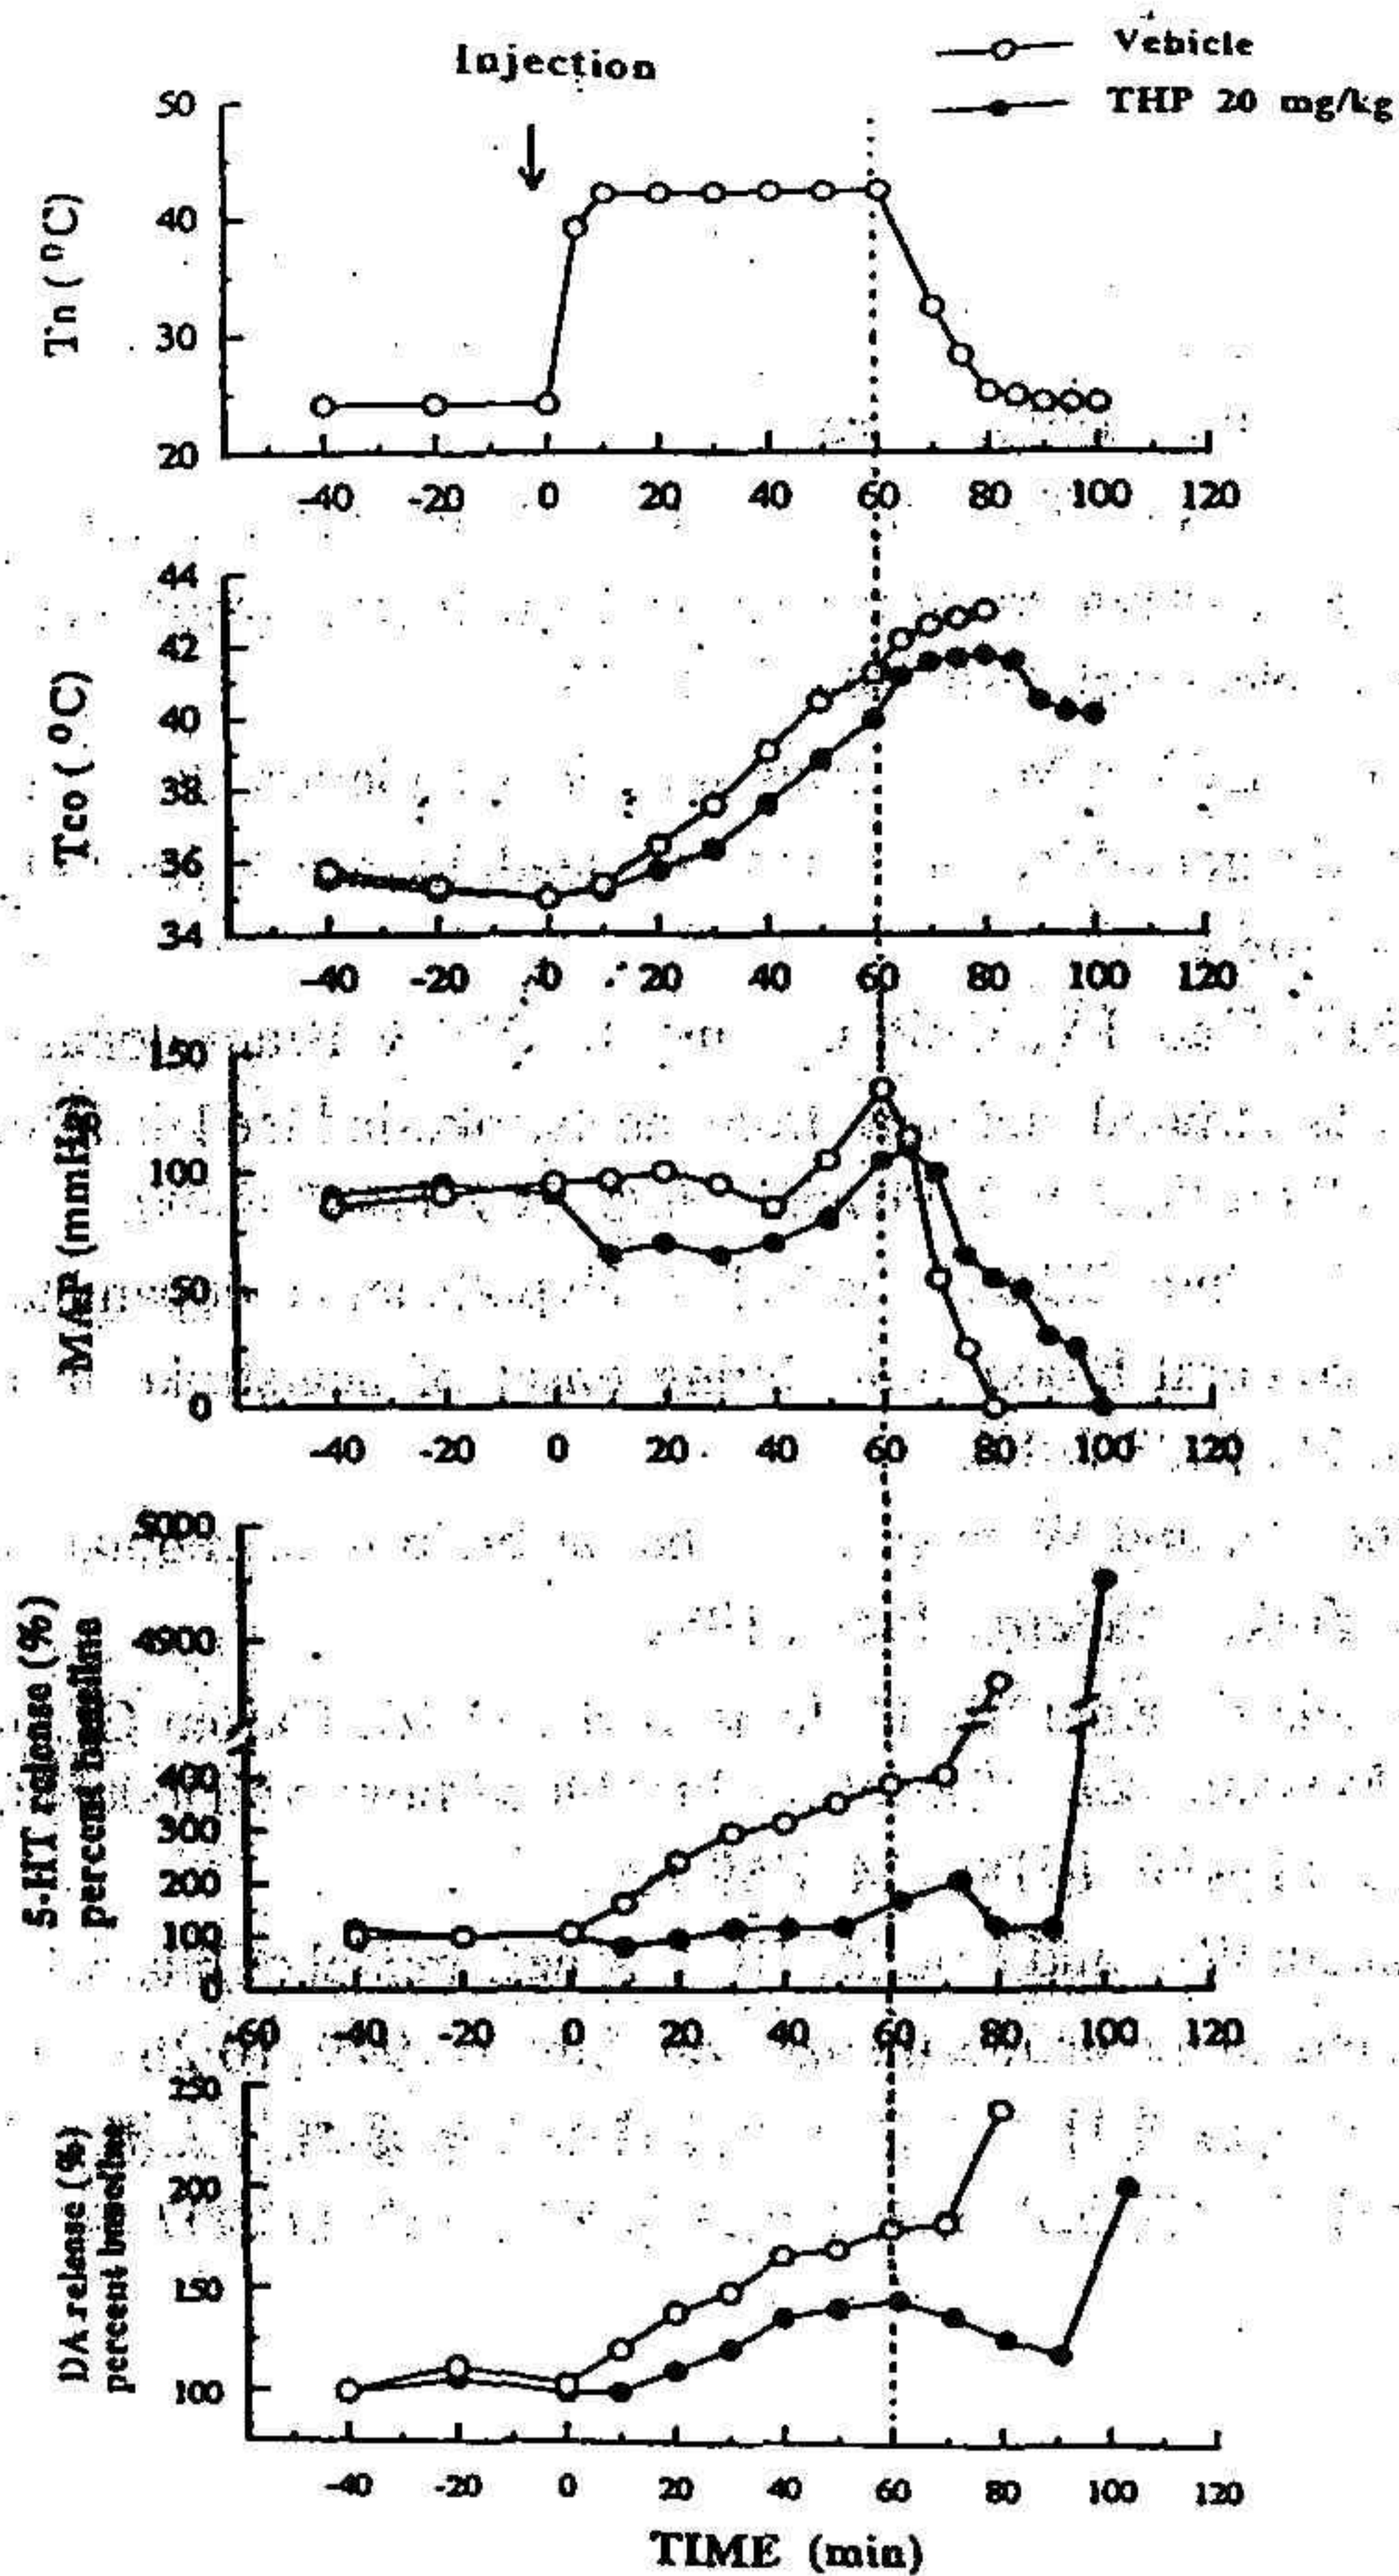 Injection
Vehicle
THP 20 mg/kg
50
40
30
20
Ta (°C)
-40 -20 0 20 40 60 80 100 120
44
42
40
38
36
34
Tco (°C)
-40 -20 0 20 40 60 80 100 120
150
100
50
0
MAP (mmHg)
-40 -20 0 20 40 60 80 100 120
5000
4900
400
300
200
100
0
5-HT release (%)
percent baseline
-60 -40 -20 0 20 40 60 80 100 120
250
200
150
100
DA release (%)
percent baseline
-40 -20 0 20 40 60 80 100 120
TIME (min)